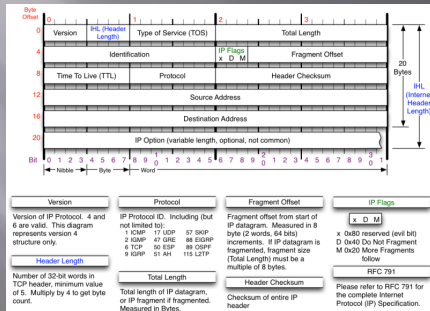 Byte
Offset
0 1 2 3
0 Version IHL (Header Length) Type of Service (TOS) Total Length
4 Identification IP Flags x D M Fragment Offset
8 Time To Live (TTL) Protocol Header Checksum
12 Source Address
16 Destination Address
20 IP Option (variable length, optional, not common)
20 Bytes
IHL (Internet Header Length)
Bit 0 1 2 3 4 5 6 7 8 9 1 0 1 2 3 4 5 6 7 8 9 2 0 1 2 3 4 5 6 7 8 9 3 0 1
Nibble Byte Word
Version
Version of IP Protocol. 4 and
6 are valid. This diagram
represents version 4
structure only.
Header Length
Number of 32-bit words in
TCP header, minimum value
of 5. Multiply by 4 to get byte
count.
Protocol
IP Protocol ID. Including (but
not limited to):
1 ICMP 17 UDP 57 SKIP
2 IGMP 47 GRE 88 EIGRP
6 TCP 50 ESP 89 OSPF
9 IGRP 51 AH 115 L2TP
Total Length
Total length of IP datagram,
or IP fragment if fragmented.
Measured in Bytes.
Fragment Offset
Fragment offset from start of
IP datagram. Measured in 8
byte (2 words, 64 bits)
increments. If IP datagram is
fragmented, fragment size
(Total Length) must be a
multiple of 8 bytes.
Header Checksum
Checksum of entire IP
header
IP Flags
x D M
x 0x80 reserved (evil bit)
D 0x40 Do Not Fragment
M 0x20 More Fragments
follow
RFC 791
Please refer to RFC 791 for
the complete Internet
Protocol (IP) Specification.